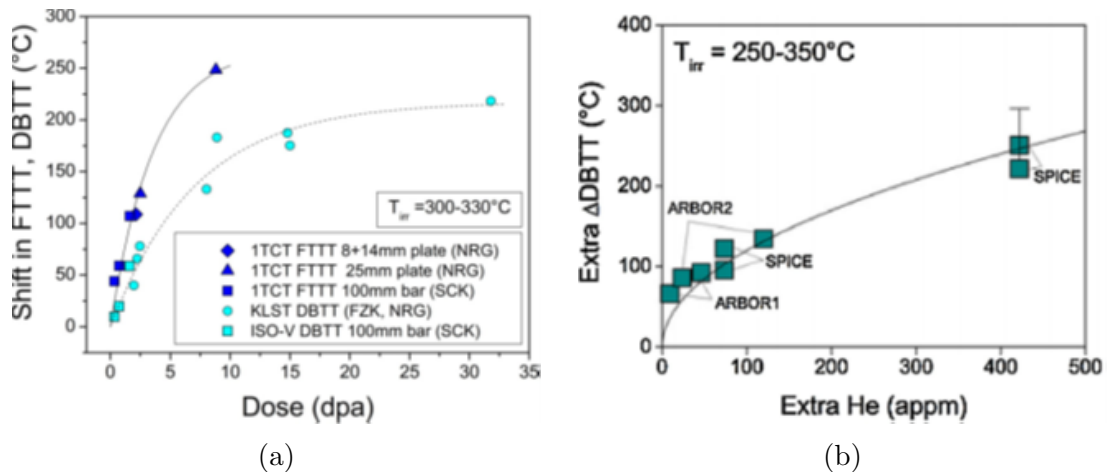 300
250
200
150
100
50
0
Shift in FTTT, DBTT (°C)
T_irr =300-330°C
1TCT FTTT 8+14mm plate (NRG)
1TCT FTTT 25mm plate (NRG)
1TCT FTTT 100mm bar (SCK)
KLST DBTT (FZK, NRG)
ISO-V DBTT 100mm bar (SCK)
0 5 10 15 20 25 30 35
Dose (dpa)
(a)
400
300
200
100
0
Extra ΔDBTT (°C)
T_irr = 250-350°C
ARBOR2
SPICE
SPICE
ARBOR1
0 100 200 300 400 500
Extra He (appm)
(b)